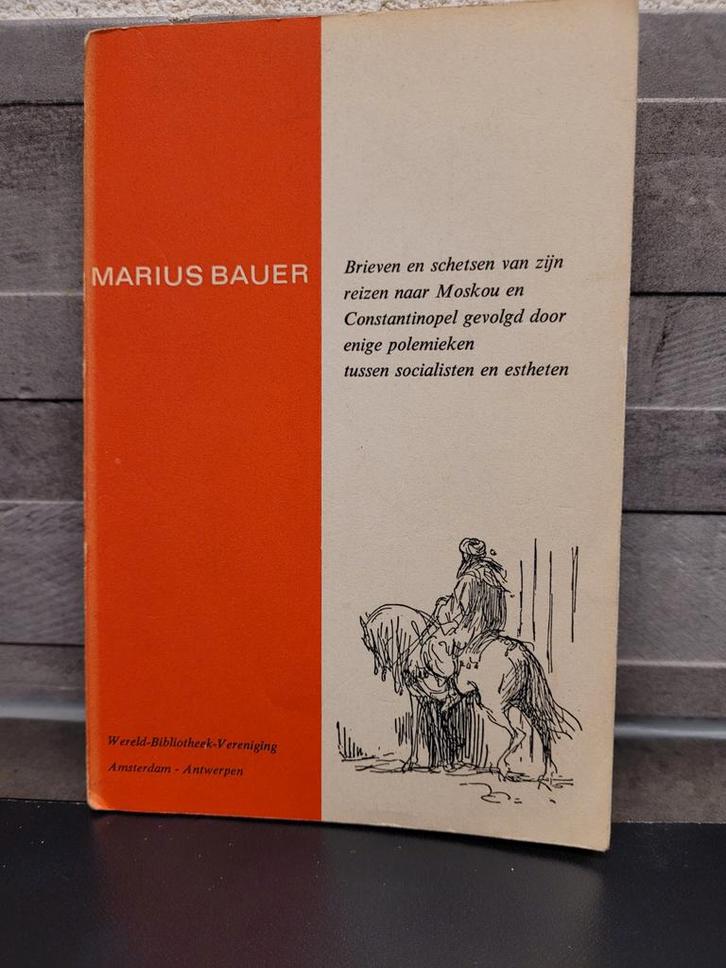 MARIUS BAUER
Brieven en schetsen van zijn
reizen naar Moskou en
Constantinopel gevolgd door
enige polemieken
tussen socialisten en estheten
Wereld-Bibliotheek-Vereniging
Amsterdam - Antwerpen